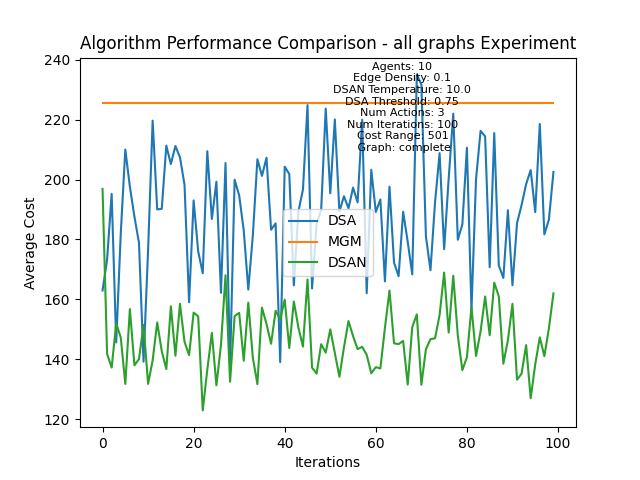 Algorithm Performance Comparison - all graphs Experiment
240
220
200
180
160
140
120
Average Cost
Agents: 10
Edge Density: 0.1
DSAN Temperature: 10.0
DSA Threshold: 0.75
Num Actions: 3
Num Iterations: 100
Cost Range: 501
Graph: complete
DSA
MGM
DSAN
0
20
40
60
80
100
Iterations